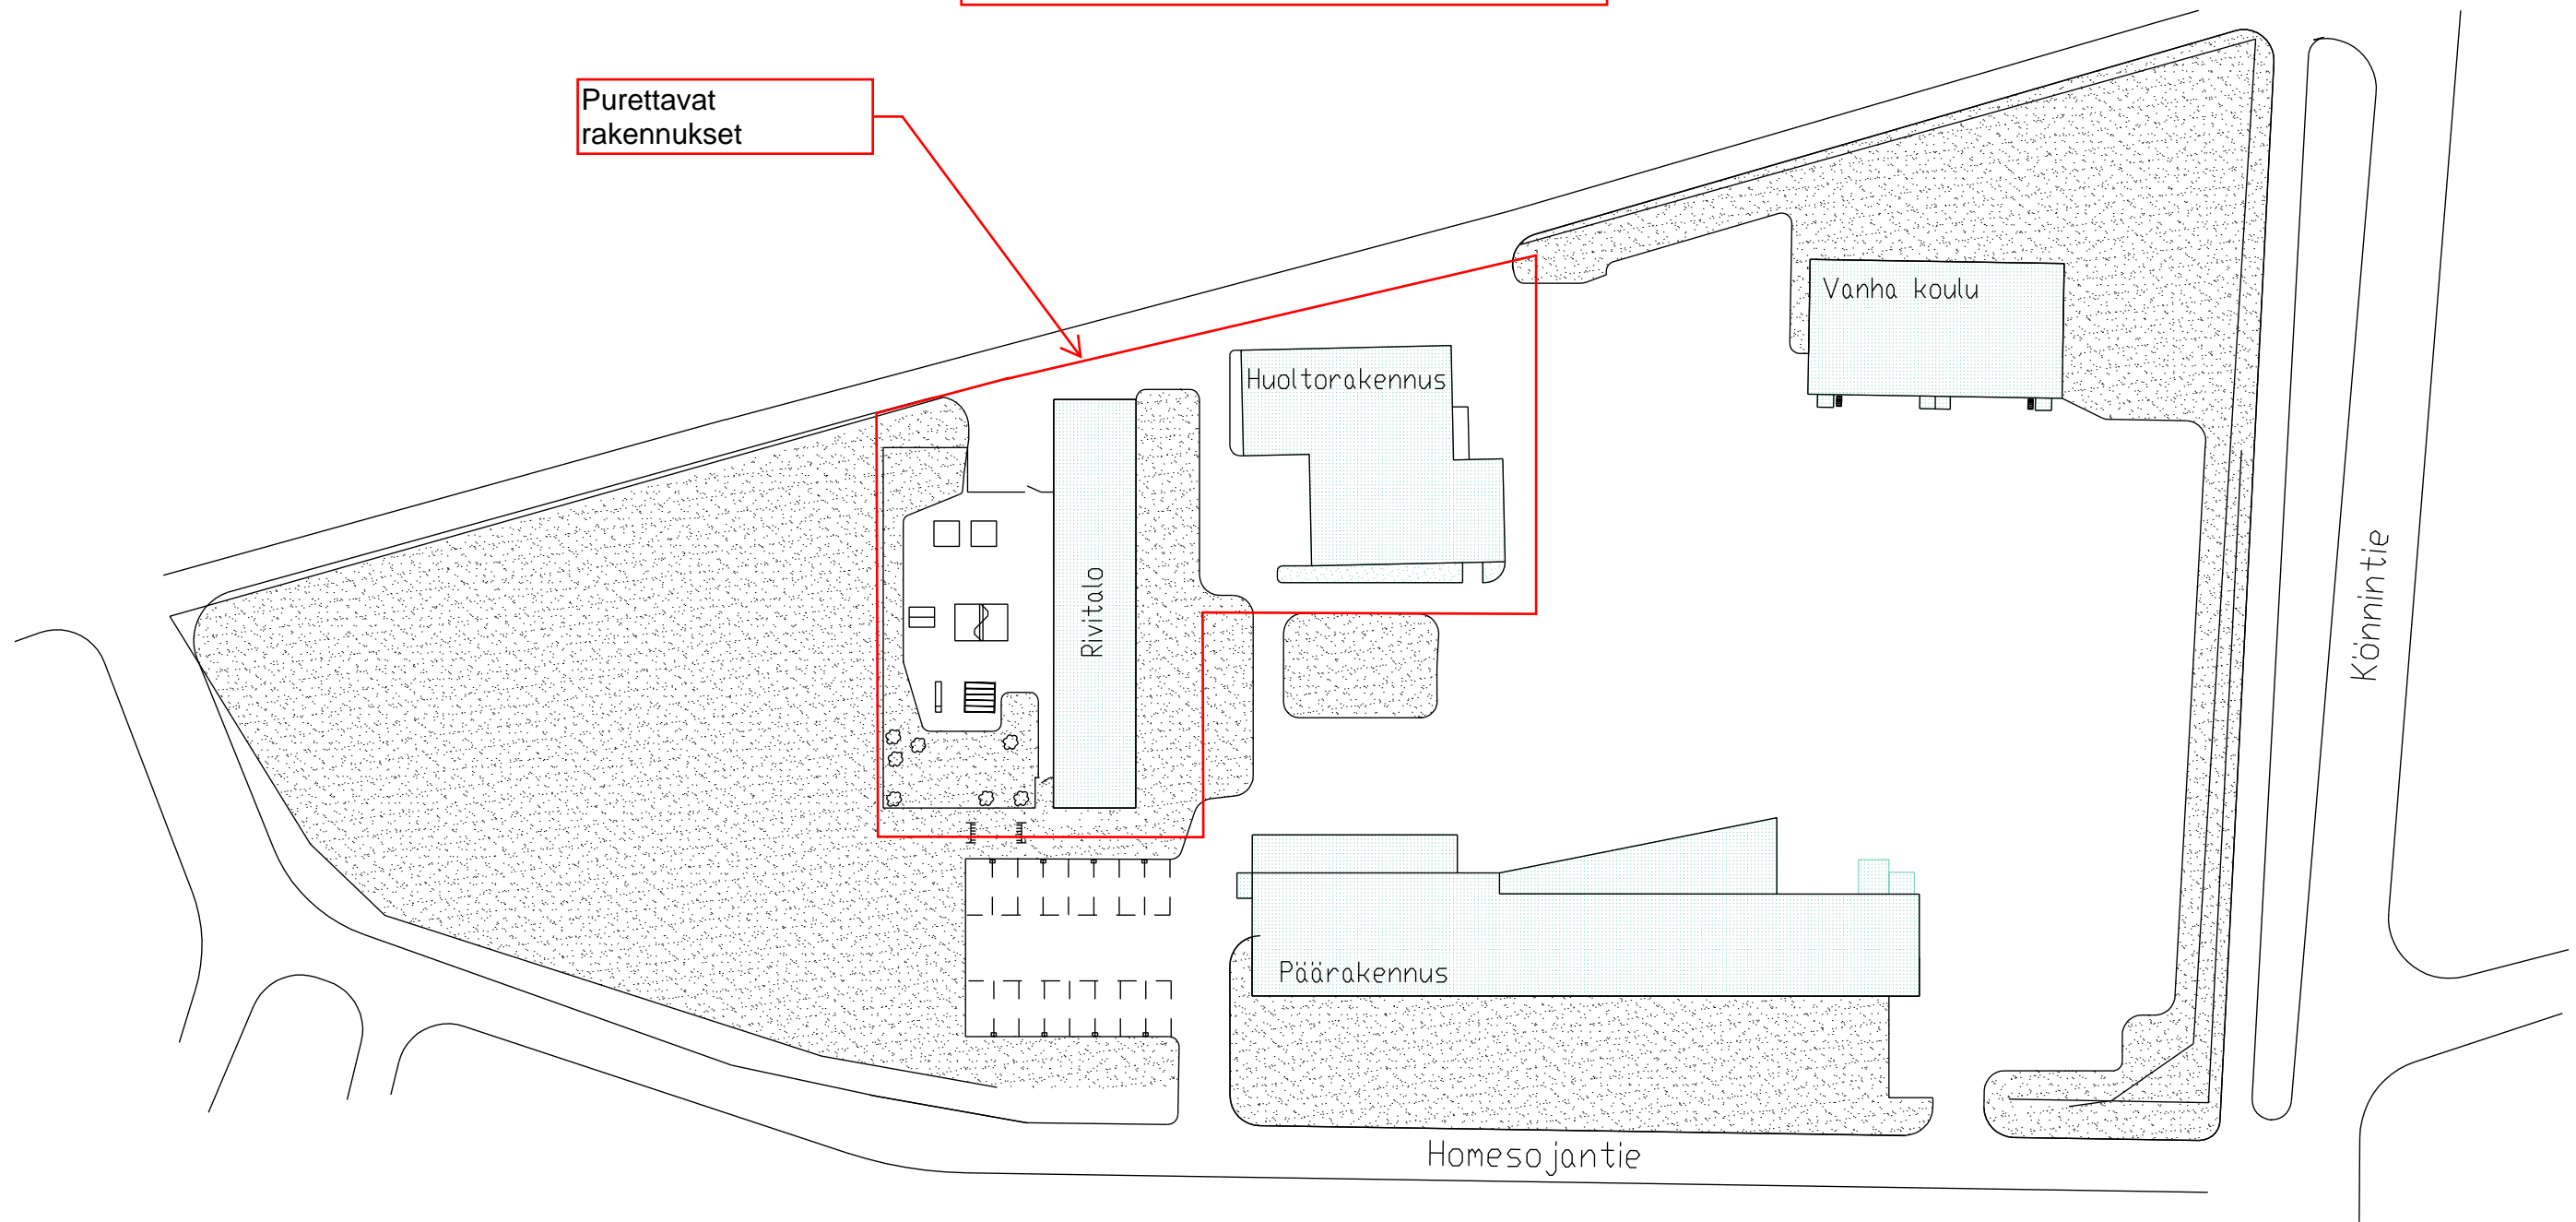 Purettavat
rakennukset
Vanha koulu
Huoltorakennus
Rivitalo
Könnintie
Päärakennus
Homesojantie